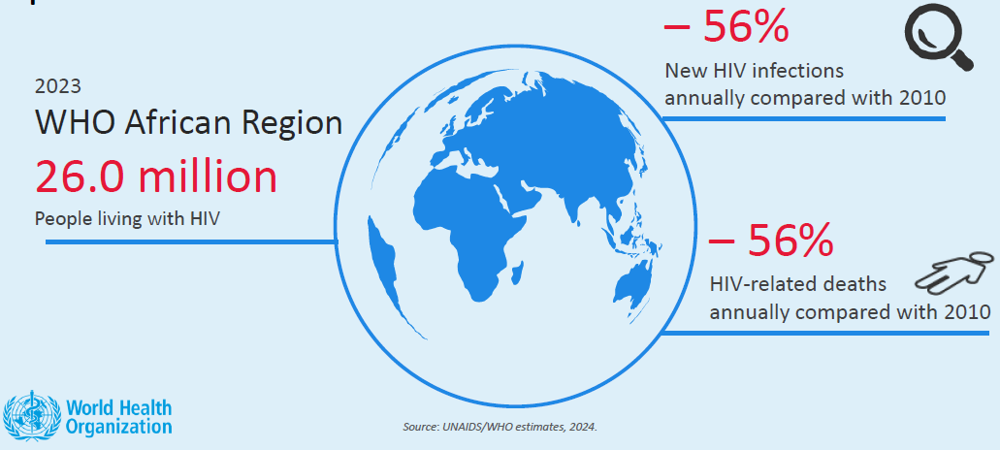 2023
WHO African Region
26.0 million
People living with HIV
– 56%
New HIV infections
annually compared with 2010
– 56%
HIV-related deaths
annually compared with 2010
World Health
Organization
Source: UNAIDS/WHO estimates, 2024.